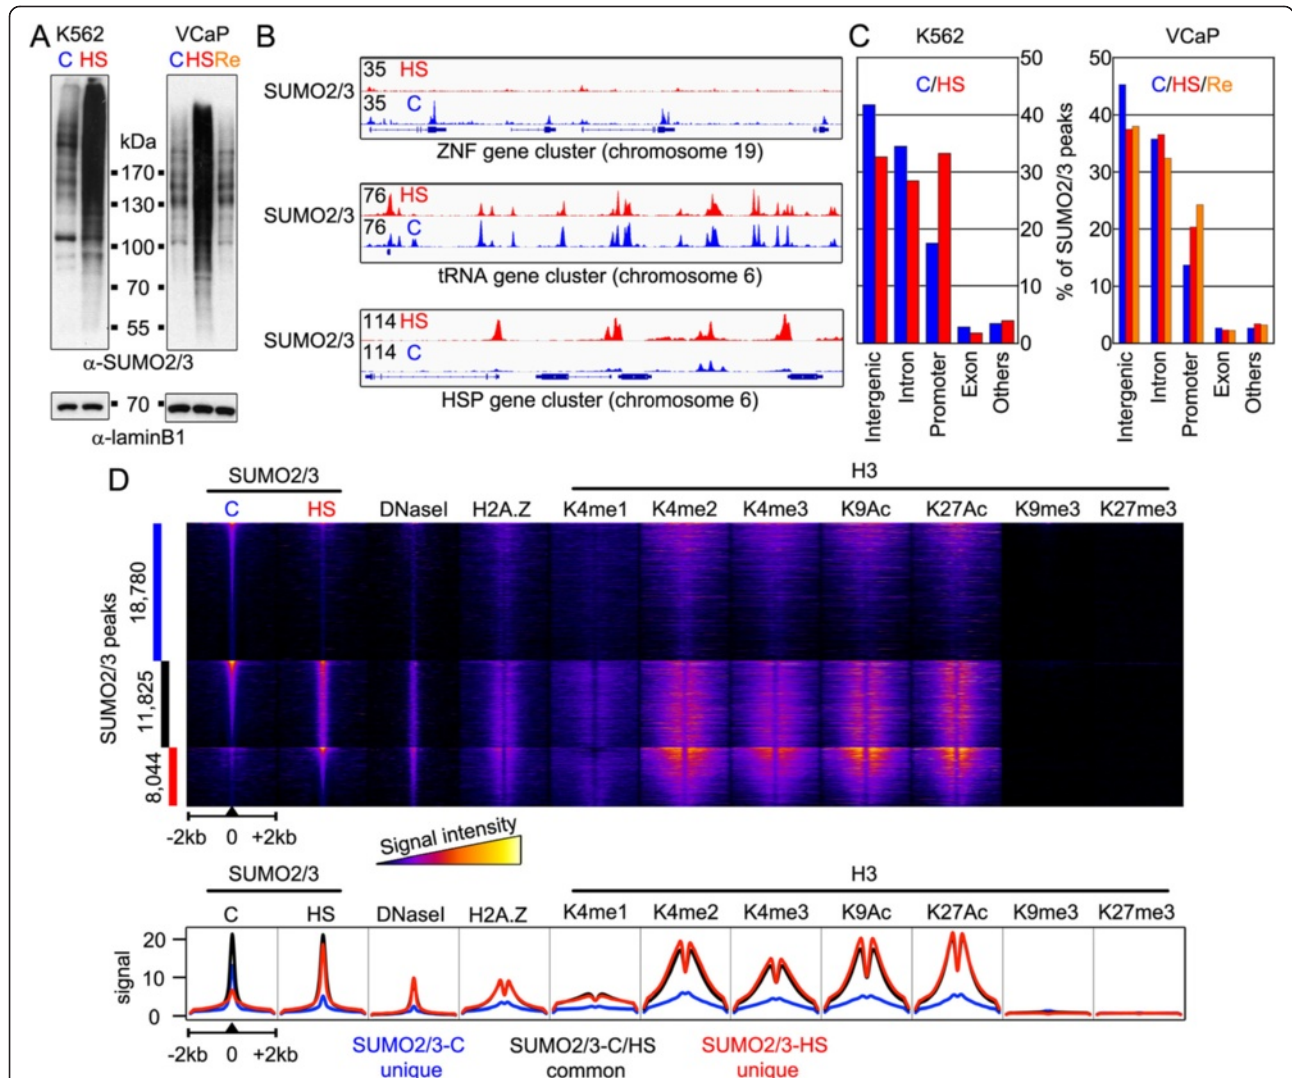 A
K562
C HS
VCaP
C HS Re
kDa
170
130
100
70
55
α-SUMO2/3
70
α-laminB1
B
SUMO2/3
35 HS
35 C
ZNF gene cluster (chromosome 19)
SUMO2/3
76 HS
76 C
tRNA gene cluster (chromosome 6)
SUMO2/3
114 HS
114 C
HSP gene cluster (chromosome 6)
C
K562
C/HS
50
40
30
20
10
0
Intergenic
Intron
Promoter
Exon
Others
% of SUMO2/3 peaks
VCaP
C/HS/Re
50
40
30
20
10
0
Intergenic
Intron
Promoter
Exon
Others
D
SUMO2/3
H3
C HS DNaseI H2A.Z K4me1 K4me2 K4me3 K9Ac K27Ac K9me3 K27me3
SUMO2/3 peaks
18,780
11,825
8,044
-2kb 0 +2kb
Signal intensity
SUMO2/3
H3
C HS DNaseI H2A.Z K4me1 K4me2 K4me3 K9Ac K27Ac K9me3 K27me3
signal
20
10
0
-2kb 0 +2kb
SUMO2/3-C
unique
SUMO2/3-C/HS
common
SUMO2/3-HS
unique